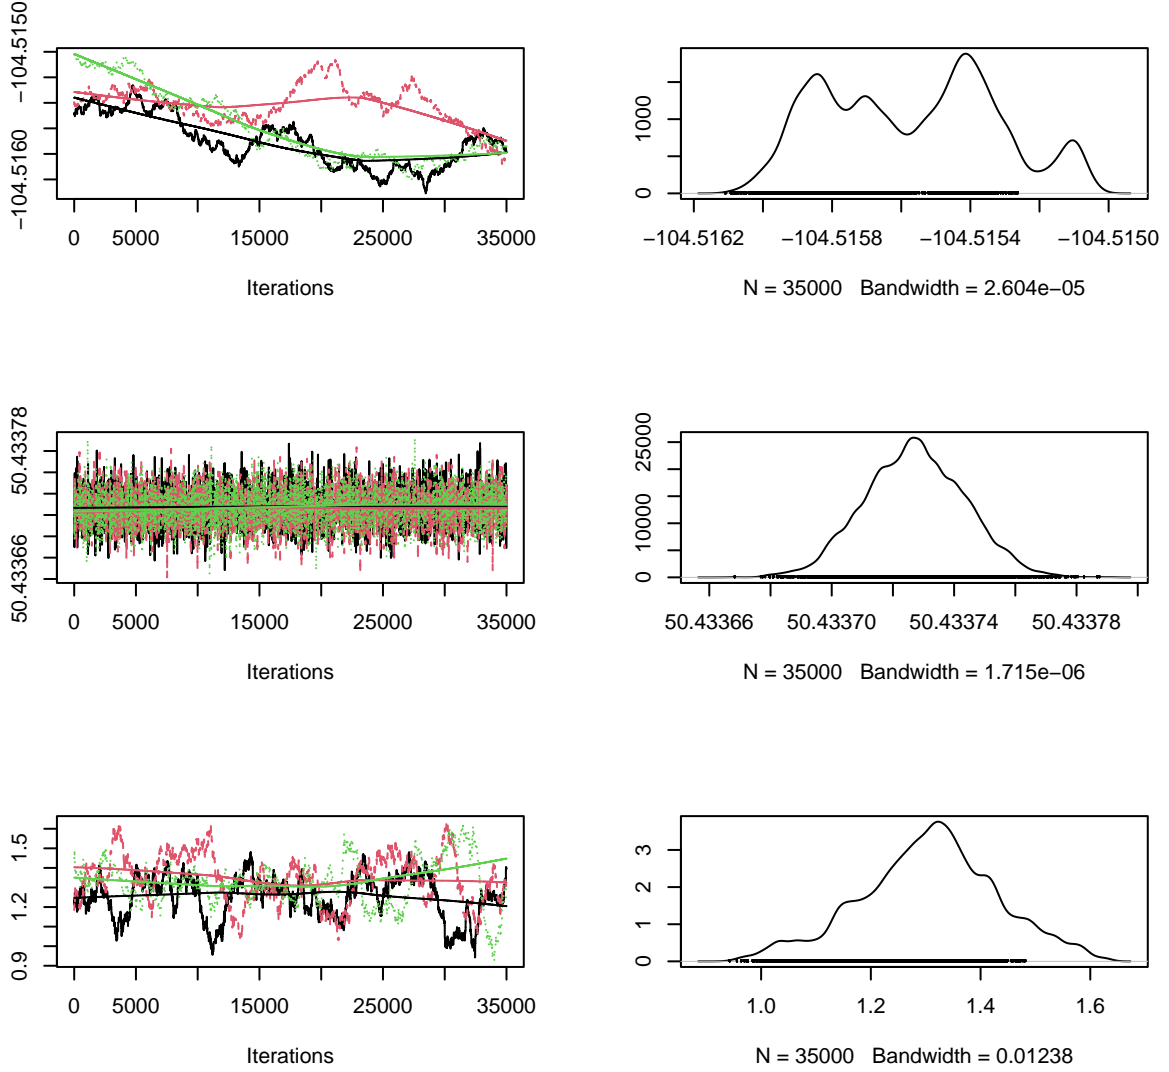 −104.5160 −104.5150
0 5000 15000 25000 35000
Iterations
0 1000
−104.5162 −104.5158 −104.5154 −104.5150
N = 35000 Bandwidth = 2.604e−05
50.43366 50.43378
0 5000 15000 25000 35000
Iterations
0 10000 25000
50.43366 50.43370 50.43374 50.43378
N = 35000 Bandwidth = 1.715e−06
0.9 1.2 1.5
0 5000 15000 25000 35000
Iterations
0 1 2 3
1.0 1.2 1.4 1.6
N = 35000 Bandwidth = 0.01238